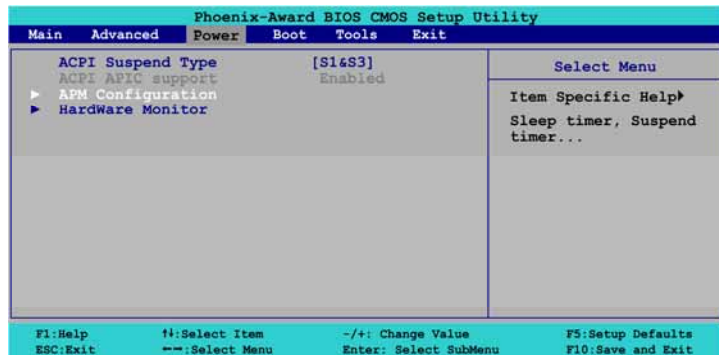 Phoenix-Award BIOS CMOS Setup Utility
Main Advanced Power Boot Tools Exit
ACPI Suspend Type [S1&S3]
ACPI APIC support Enabled
► APM Configuration
► HardWare Monitor
Select Menu
Item Specific Help►
Sleep timer, Suspend
timer...
F1:Help ↑↓:Select Item -/+: Change Value F5:Setup Defaults
ESC:Exit ←→:Select Menu Enter: Select SubMenu F10:Save and Exit